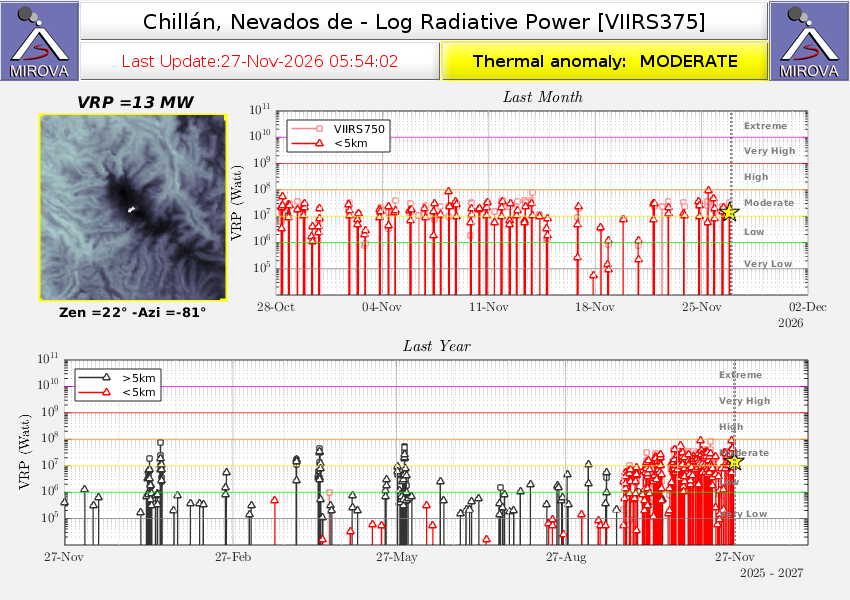 Chillán, Nevados de - Log Radiative Power [VIIRS375]
MIROVA
Last Update:27-Nov-2026 05:54:02
Thermal anomaly: MODERATE
MIROVA
VRP =13 MW
Zen =22° -Azi =-81°
Last Month
VRP (Watt)
10^11
10^10
10^9
10^8
10^7
10^6
10^5
VIIRS750
<5km
Extreme
Very High
High
Moderate
Low
Very Low
28-Oct
04-Nov
11-Nov
18-Nov
25-Nov
02-Dec
2026
Last Year
VRP (Watt)
10^11
10^10
10^9
10^8
10^7
10^6
10^5
>5km
<5km
Extreme
Very High
High
Moderate
Low
Very Low
27-Nov
27-Feb
27-May
27-Aug
27-Nov
2025 - 2027